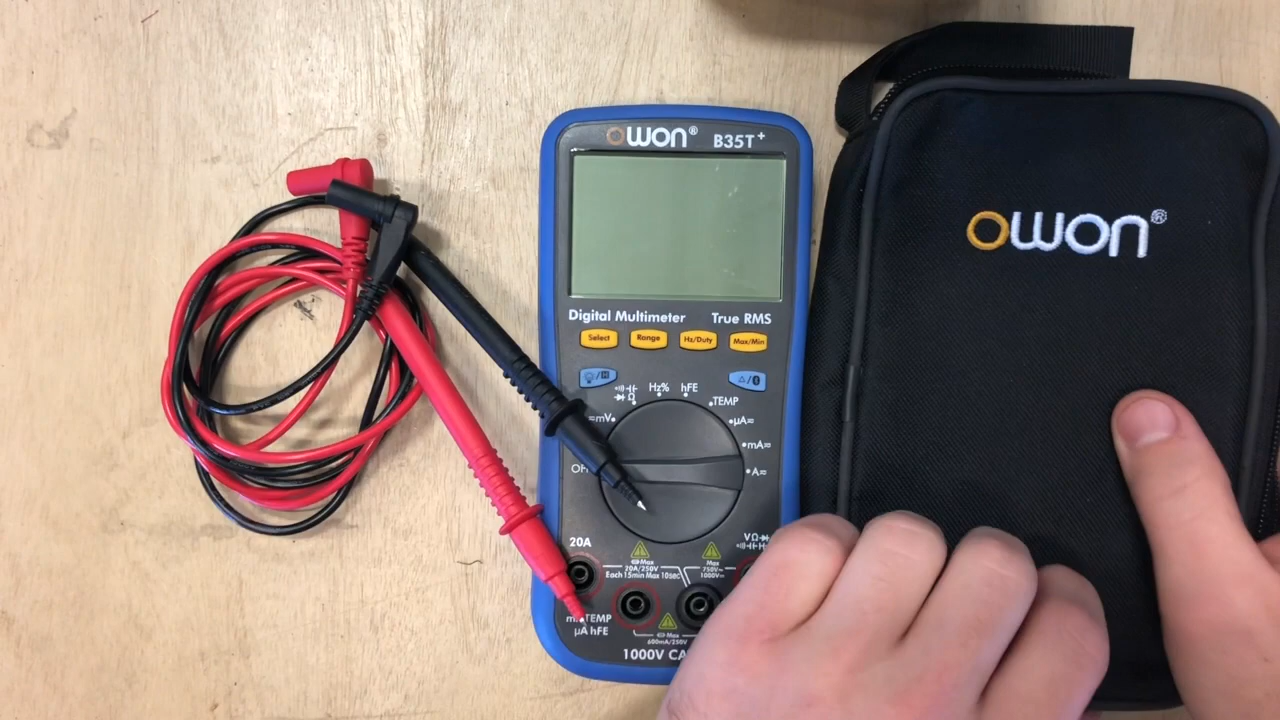 OWON® B35T+
Digital Multimeter True RMS
Select Range Hz/Duty Max/Min
/H △/
Hz% hFE
Ω TEMP
mV μA
mA
OF A
20A VΩ
Max Max
20A/250V 750V~
Each 15min Max 10sec 1000V
TEMP
μA hFE Max
600mA/250V
1000V CA
OWON®